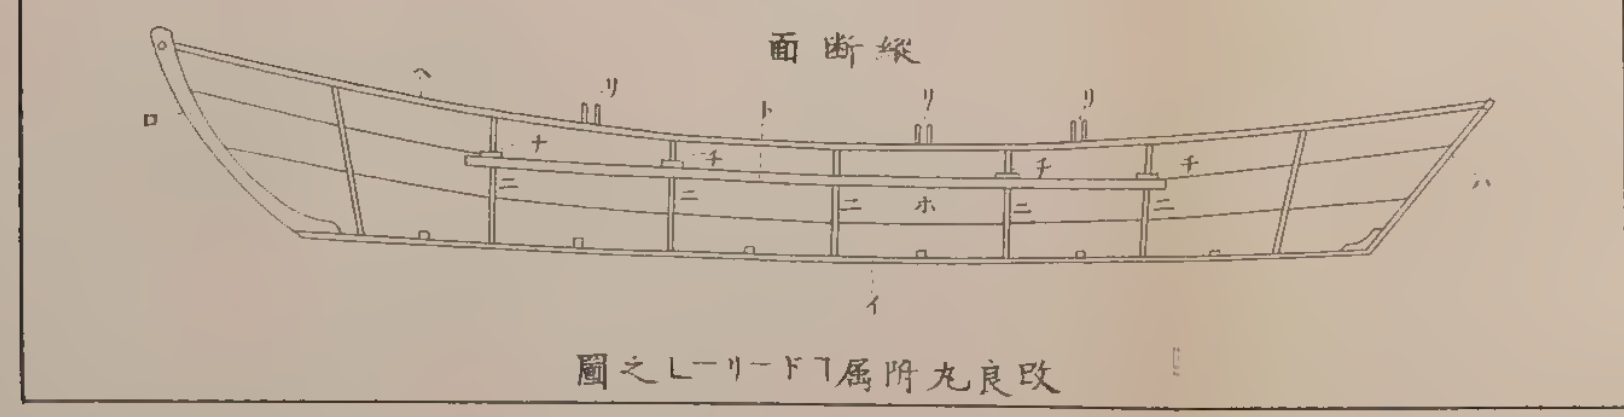 縦断面
ヘ
リ
ト
リ
リ
ロ
チ
チ
チ
チ
ハ
ニ
ニ
ニ
ホ
ニ
ニ
イ
改良丸附属「ドーリー」之圖